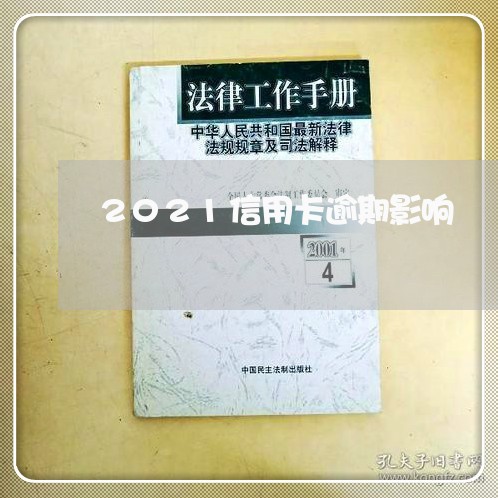 法律工作手册
中华人民共和国最新法律
法规规章及司法解释
2021信用卡逾期影响
2001年
4
中国民主法制出版社
孔夫子旧书网